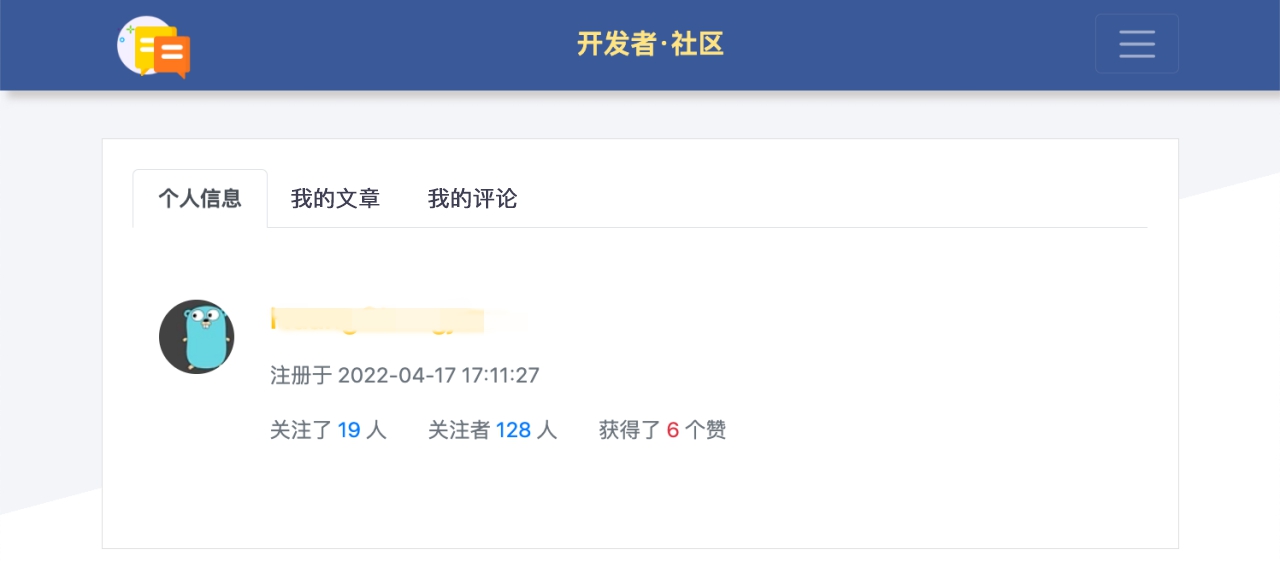 开发者·社区
个人信息 我的文章 我的评论
注册于 2022-04-17 17:11:27
关注了 19 人 关注者 128 人 获得了 6 个赞